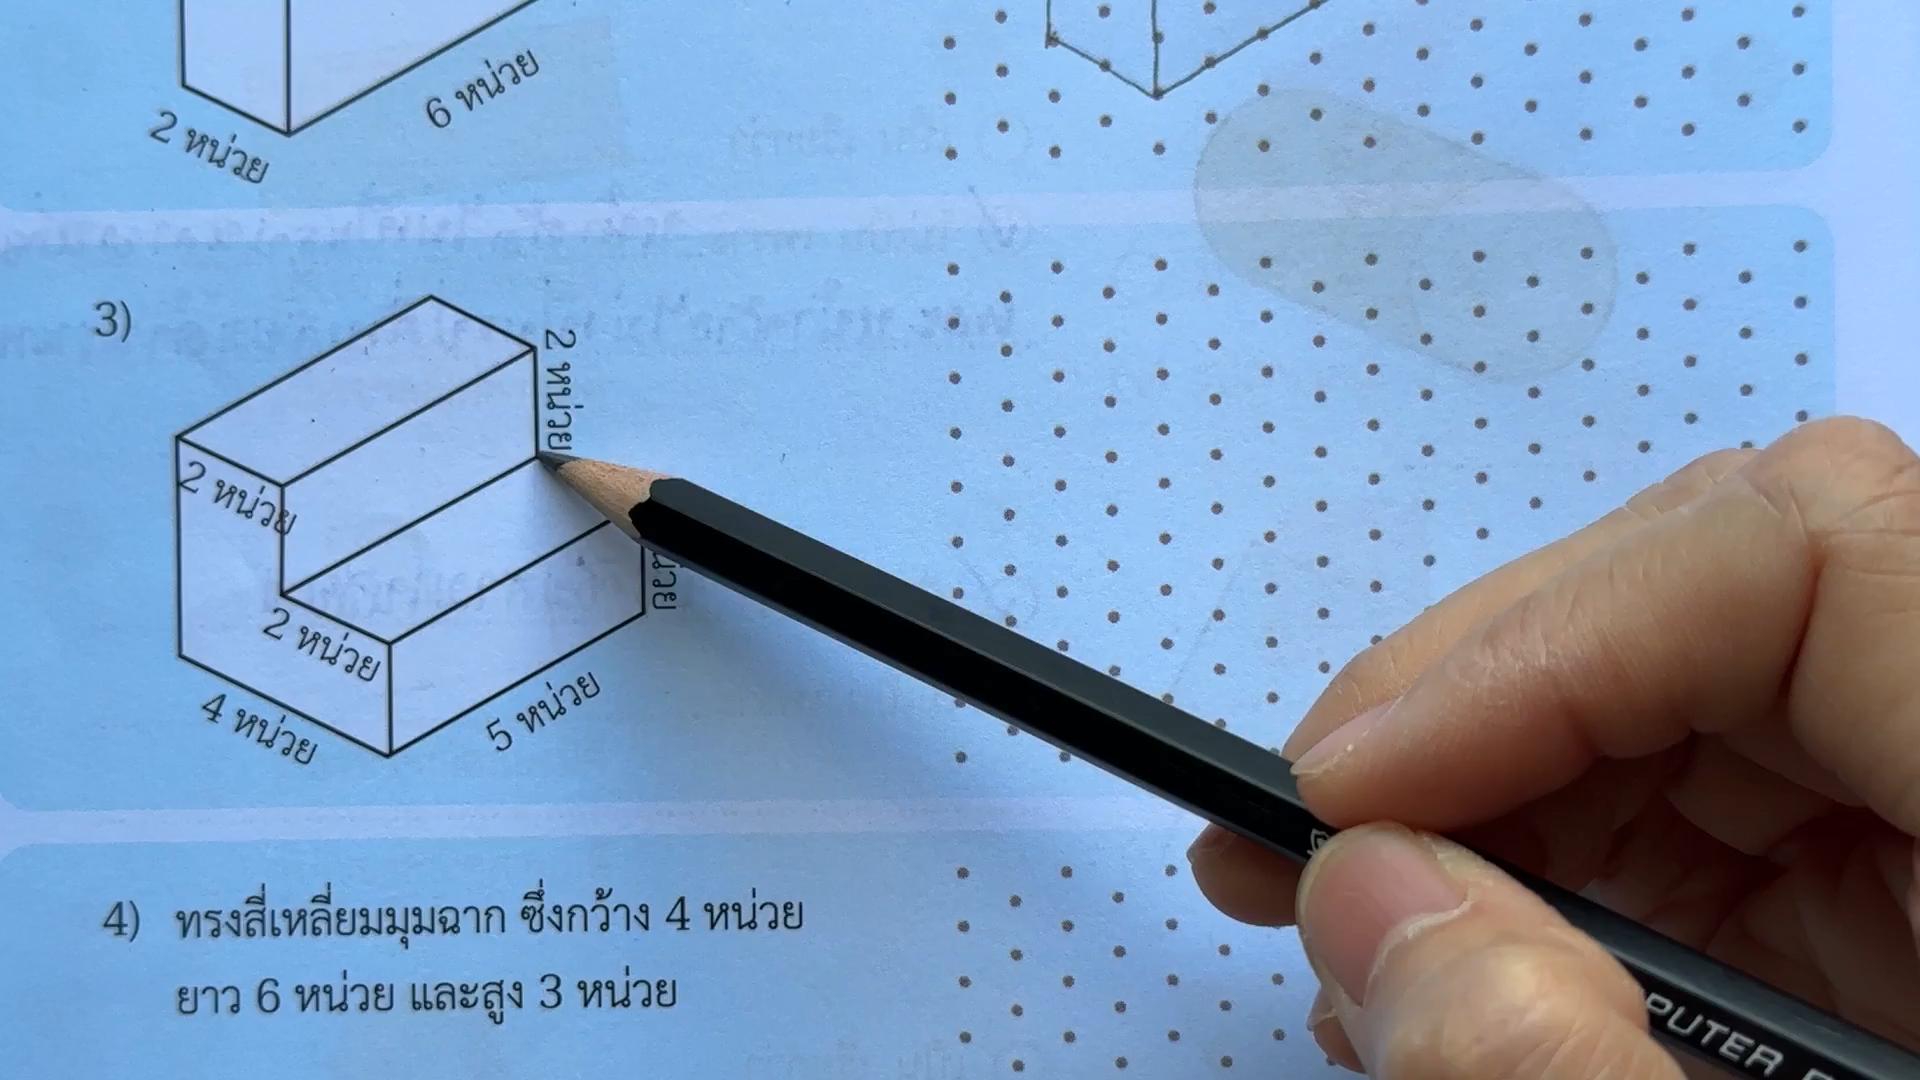 6 หน่วย
2 หน่วย
3)
2 หน่วย
2 หน่วย
2 หน่วย
4 หน่วย
5 หน่วย
4) ทรงสี่เหลี่ยมมุมฉาก ซึ่งกว้าง 4 หน่วย
ยาว 6 หน่วย และสูง 3 หน่วย